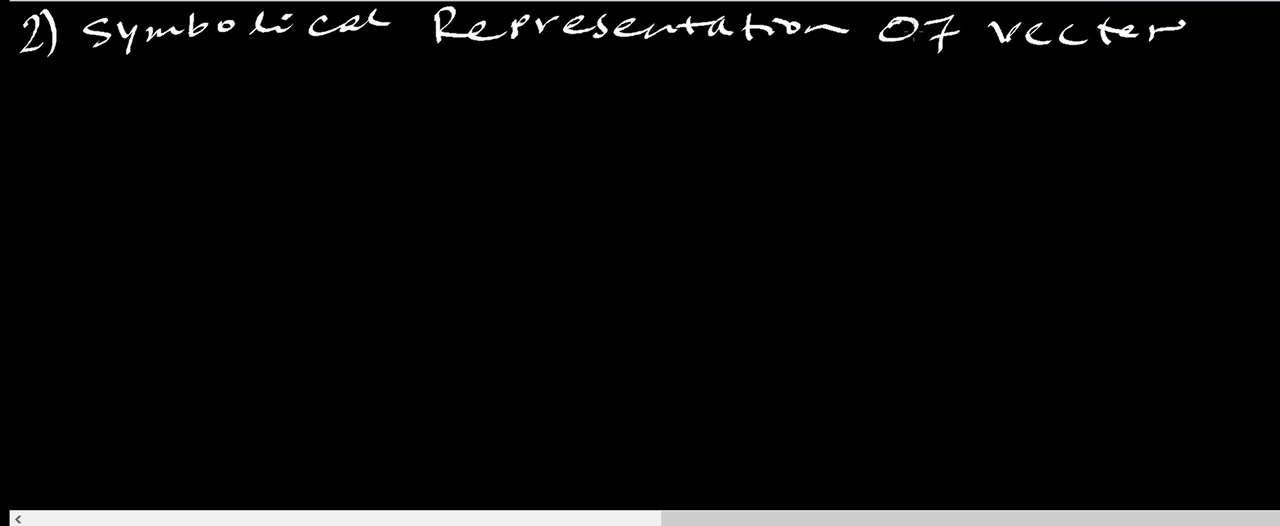 2) Symbolical Representation Of vector